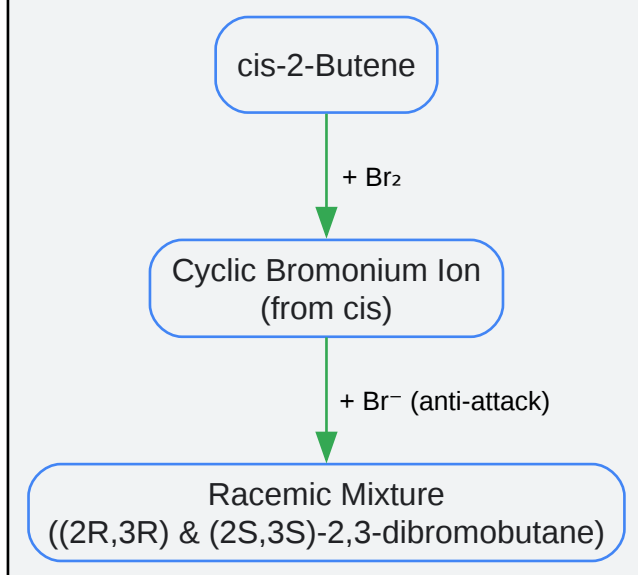 cis-2-Butene
+ Br₂
Cyclic Bromonium Ion
(from cis)
+ Br⁻ (anti-attack)
Racemic Mixture
((2R,3R) & (2S,3S)-2,3-dibromobutane)